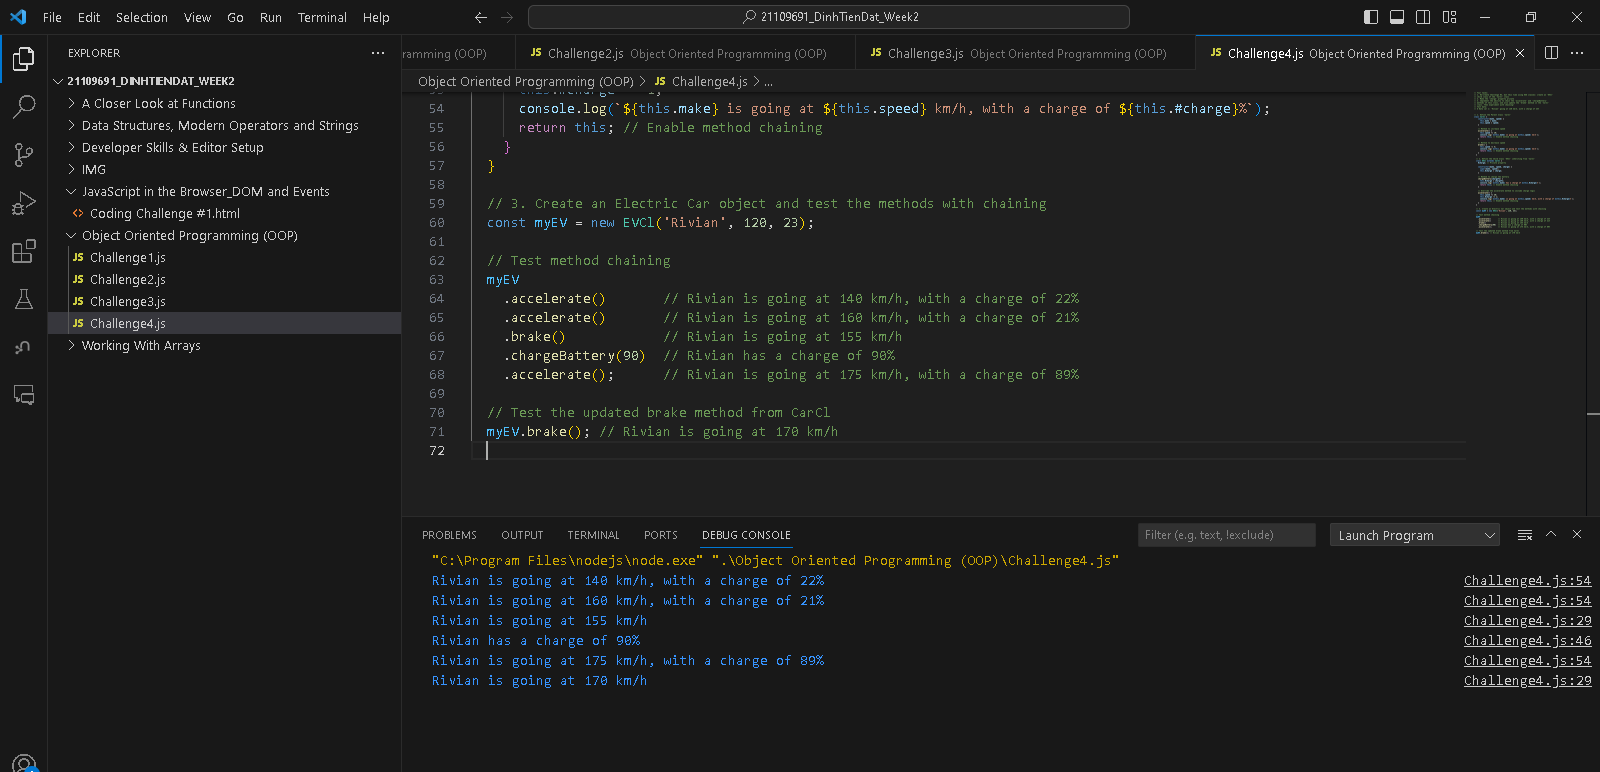 File Edit Selection View Go Run Terminal Help
21109691_DinhTienDat_Week2
EXPLORER
21109691_DINHTIENDAT_WEEK2
A Closer Look at Functions
Data Structures, Modern Operators and Strings
Developer Skills & Editor Setup
IMG
JavaScript in the Browser_DOM and Events
<> Coding Challenge #1.html
Object Oriented Programming (OOP)
JS Challenge1.js
JS Challenge2.js
JS Challenge3.js
JS Challenge4.js
Working With Arrays
ramming (OOP)
JS Challenge2.js Object Oriented Programming (OOP)
JS Challenge3.js Object Oriented Programming (OOP)
JS Challenge4.js Object Oriented Programming (OOP)
Object Oriented Programming (OOP) > JS Challenge4.js > ...
54 console.log(`${this.make} is going at ${this.speed} km/h, with a charge of ${this.#charge}%`);
55 return this; // Enable method chaining
56 }
57 }
58
59 // 3. Create an Electric Car object and test the methods with chaining
60 const myEV = new EVCl('Rivian', 120, 23);
61
62 // Test method chaining
63 myEV
64 .accelerate() // Rivian is going at 140 km/h, with a charge of 22%
65 .accelerate() // Rivian is going at 160 km/h, with a charge of 21%
66 .brake() // Rivian is going at 155 km/h
67 .chargeBattery(90) // Rivian has a charge of 90%
68 .accelerate(); // Rivian is going at 175 km/h, with a charge of 89%
69
70 // Test the updated brake method from CarCl
71 myEV.brake(); // Rivian is going at 170 km/h
72
PROBLEMS OUTPUT TERMINAL PORTS DEBUG CONSOLE
Filter (e.g. text, !exclude)
Launch Program
"C:\Program Files\nodejs\node.exe" ".\Object Oriented Programming (OOP)\Challenge4.js"
Rivian is going at 140 km/h, with a charge of 22% Challenge4.js:54
Rivian is going at 160 km/h, with a charge of 21% Challenge4.js:54
Rivian is going at 155 km/h Challenge4.js:29
Rivian has a charge of 90% Challenge4.js:46
Rivian is going at 175 km/h, with a charge of 89% Challenge4.js:54
Rivian is going at 170 km/h Challenge4.js:29